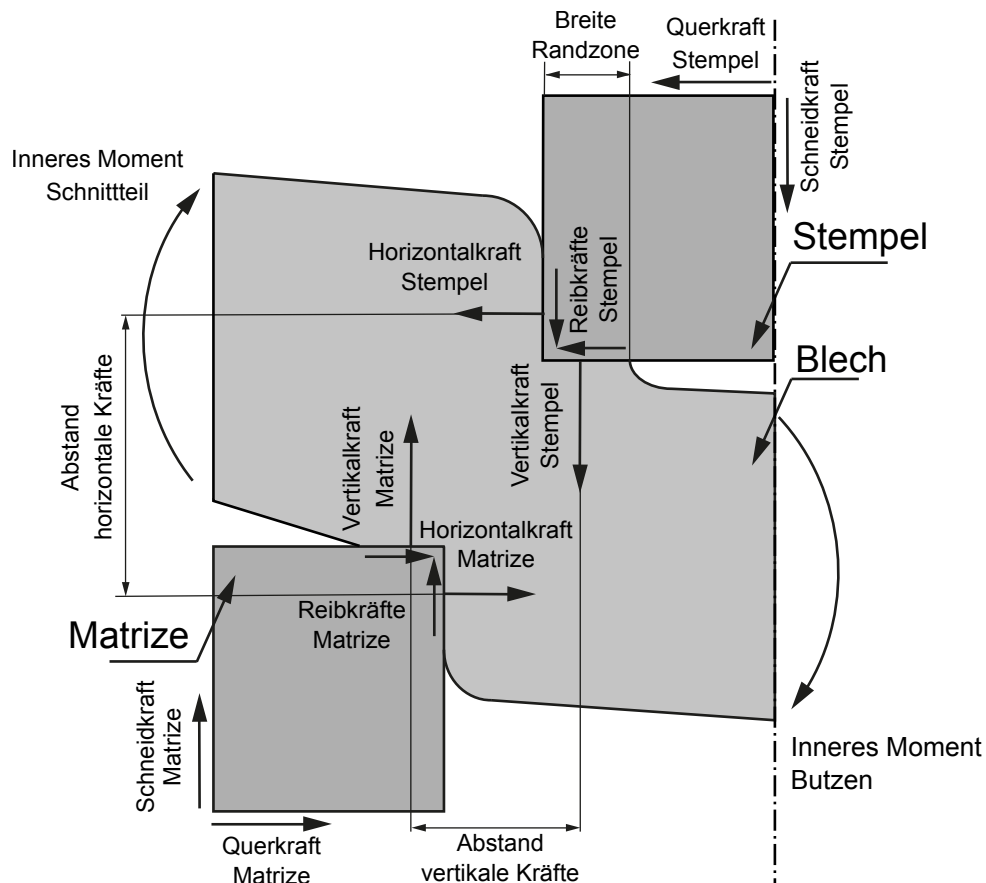 Breite
Randzone
Querkraft
Stempel
Schneidkraft
Stempel
Inneres Moment
Schnittteil
Stempel
Horizontalkraft
Stempel
Reibkräfte
Stempel
Blech
Abstand
horizontale Kräfte
Vertikalkraft
Matrize
Vertikalkraft
Stempel
Horizontalkraft
Matrize
Reibkräfte
Matrize
Matrize
Schneidkraft
Matrize
Inneres Moment
Butzen
Querkraft
Matrize
Abstand
vertikale Kräfte